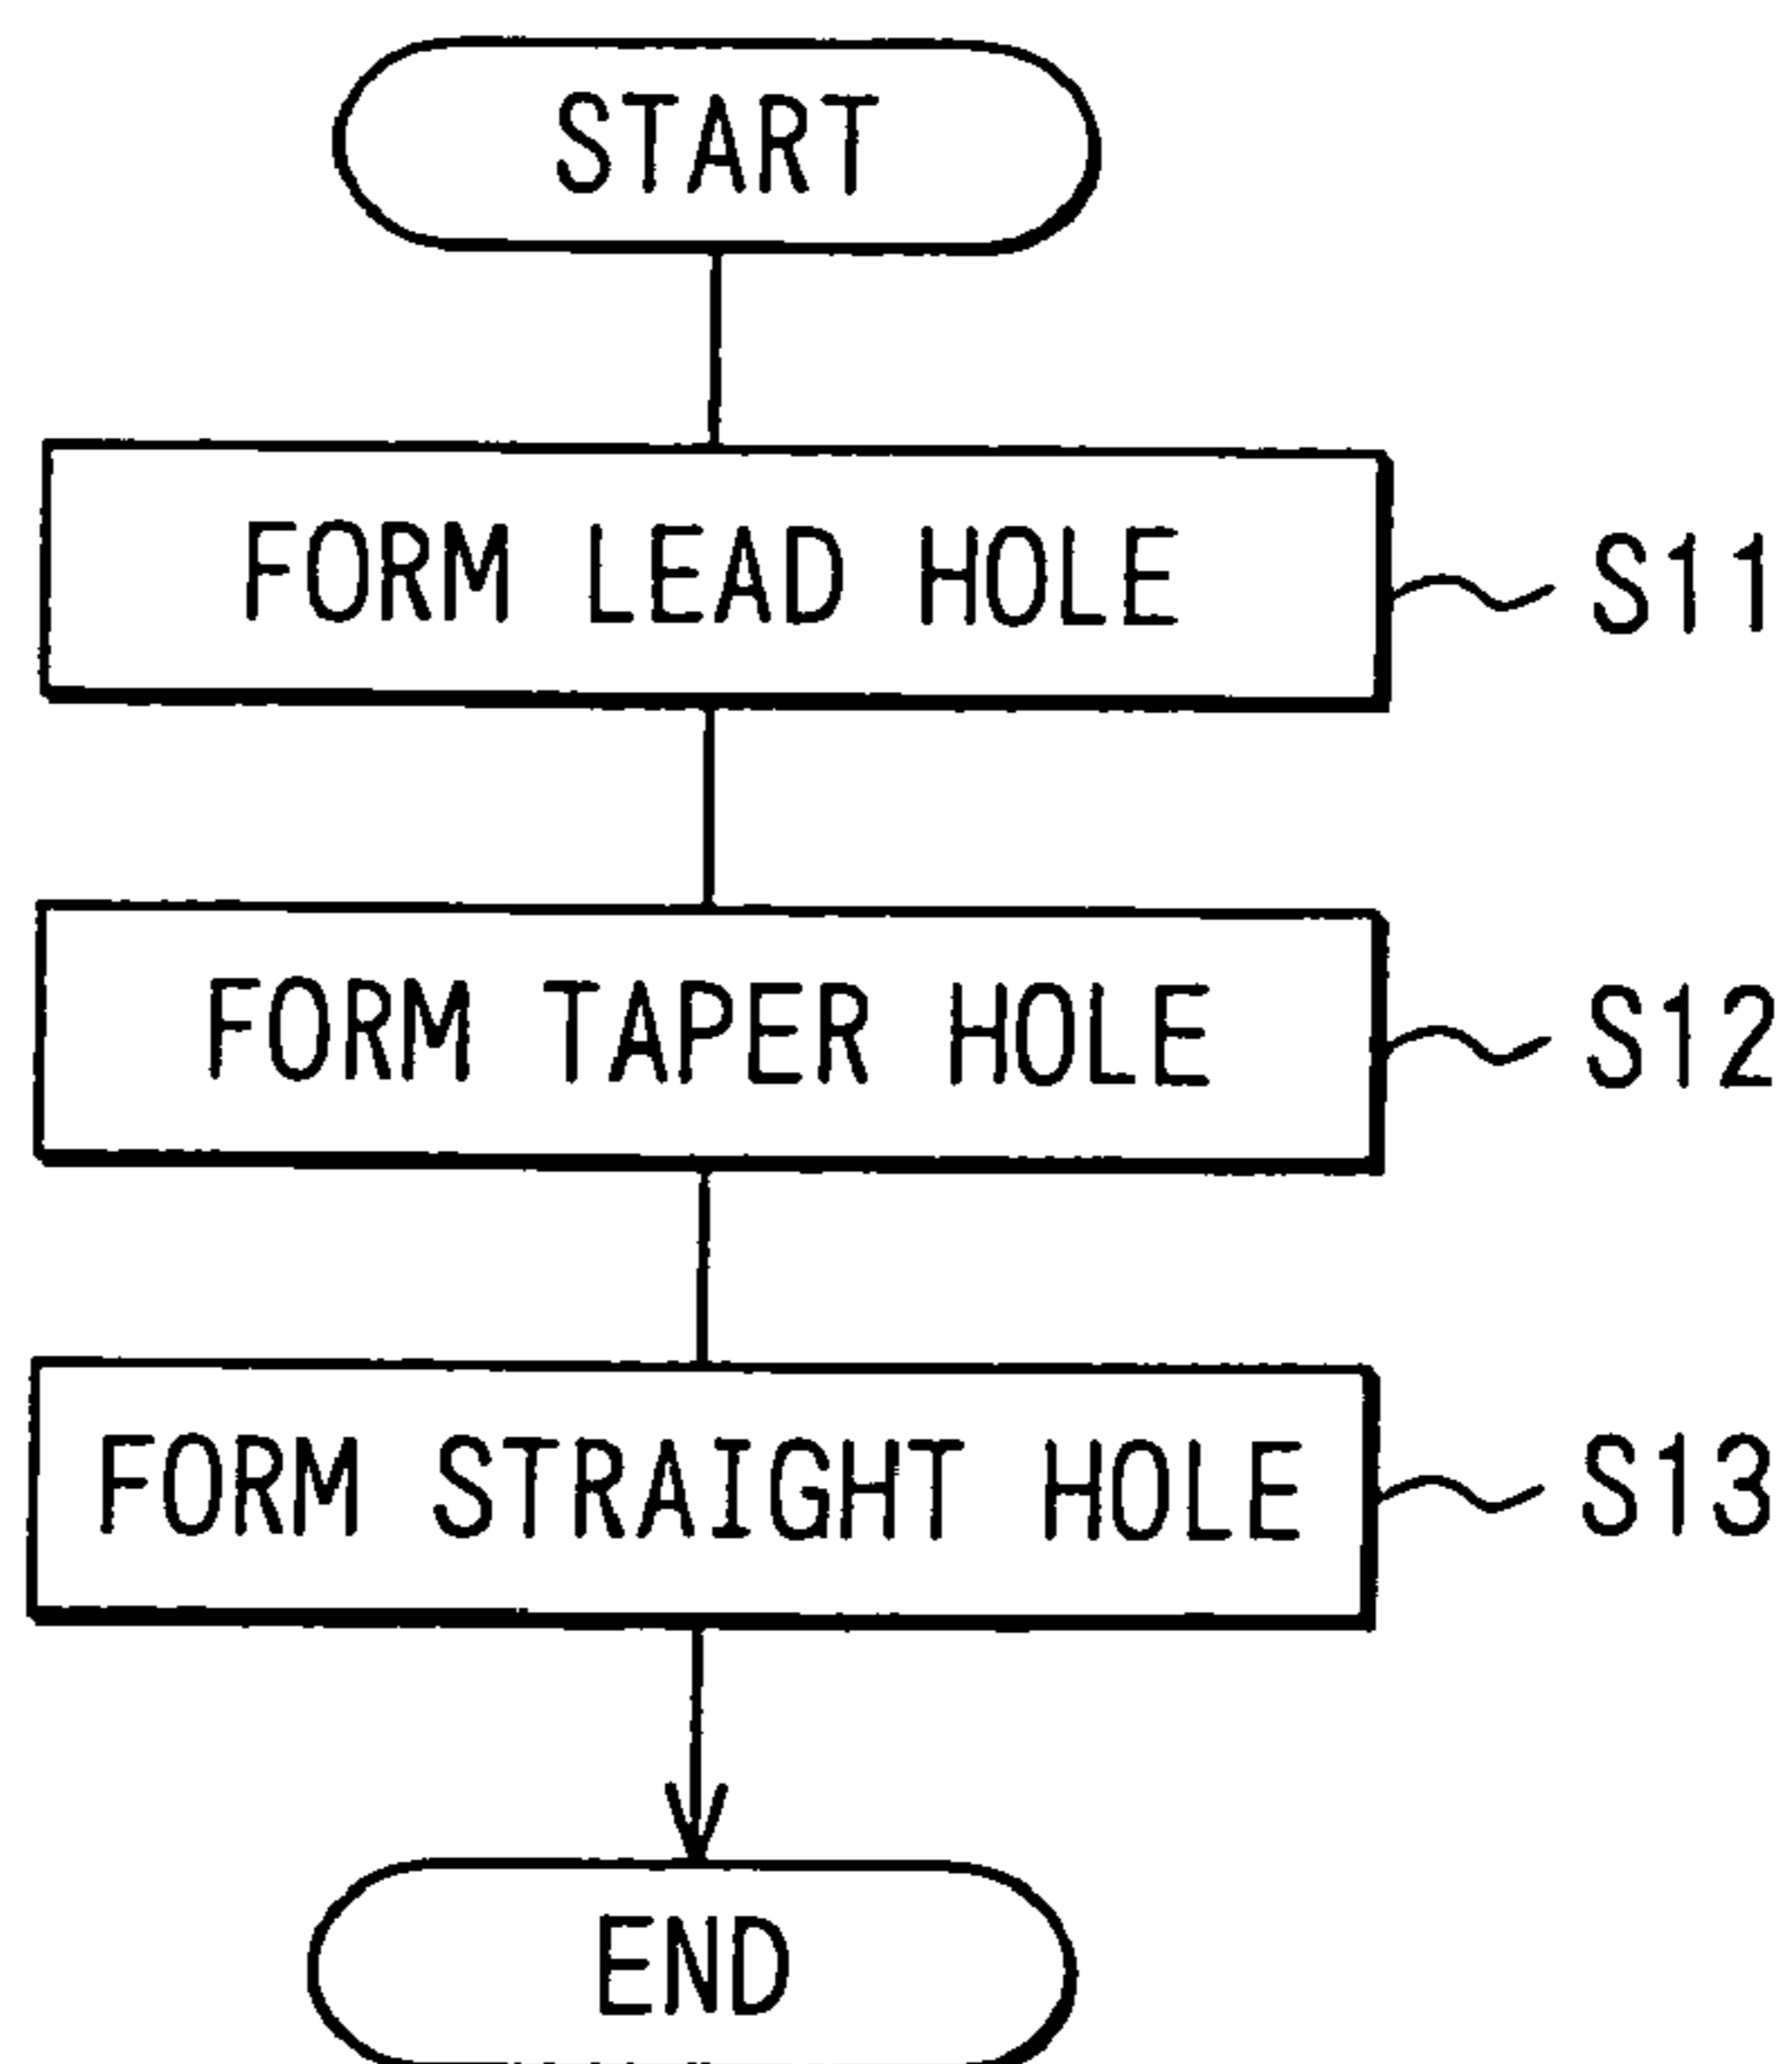 START
FORM LEAD HOLE S11
FORM TAPER HOLE S12
FORM STRAIGHT HOLE S13
END